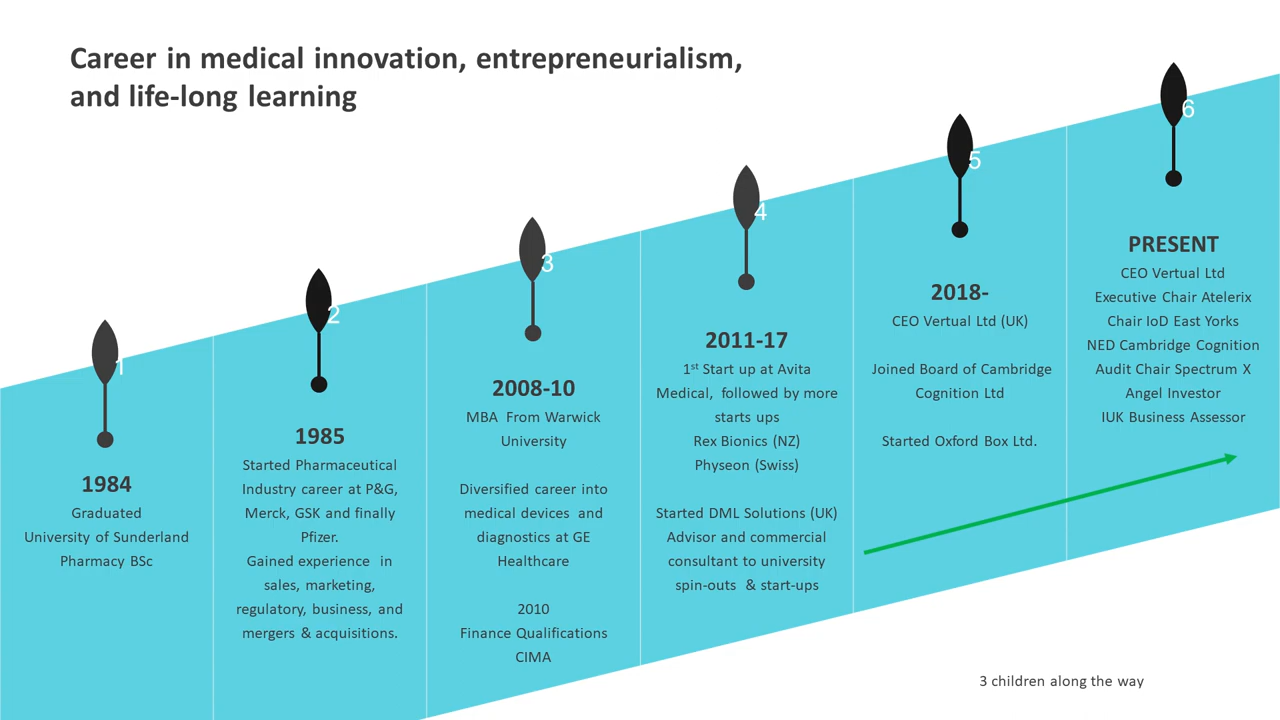 Career in medical innovation, entrepreneurialism,
and life-long learning
1
1984
Graduated
University of Sunderland
Pharmacy BSc
2
1985
Started Pharmaceutical
Industry career at P&G,
Merck, GSK and finally
Pfizer.
Gained experience in
sales, marketing,
regulatory, business, and
mergers & acquisitions.
3
2008-10
MBA From Warwick
University
Diversified career into
medical devices and
diagnostics at GE
Healthcare
2010
Finance Qualifications
CIMA
4
2011-17
1st Start up at Avita
Medical, followed by more
starts ups
Rex Bionics (NZ)
Physeon (Swiss)
Started DML Solutions (UK)
Advisor and commercial
consultant to university
spin-outs & start-ups
5
2018-
CEO Vertual Ltd (UK)
Joined Board of Cambridge
Cognition Ltd
Started Oxford Box Ltd.
6
PRESENT
CEO Vertual Ltd
Executive Chair Atelerix
Chair IoD East Yorks
NED Cambridge Cognition
Audit Chair Spectrum X
Angel Investor
IUK Business Assessor
3 children along the way